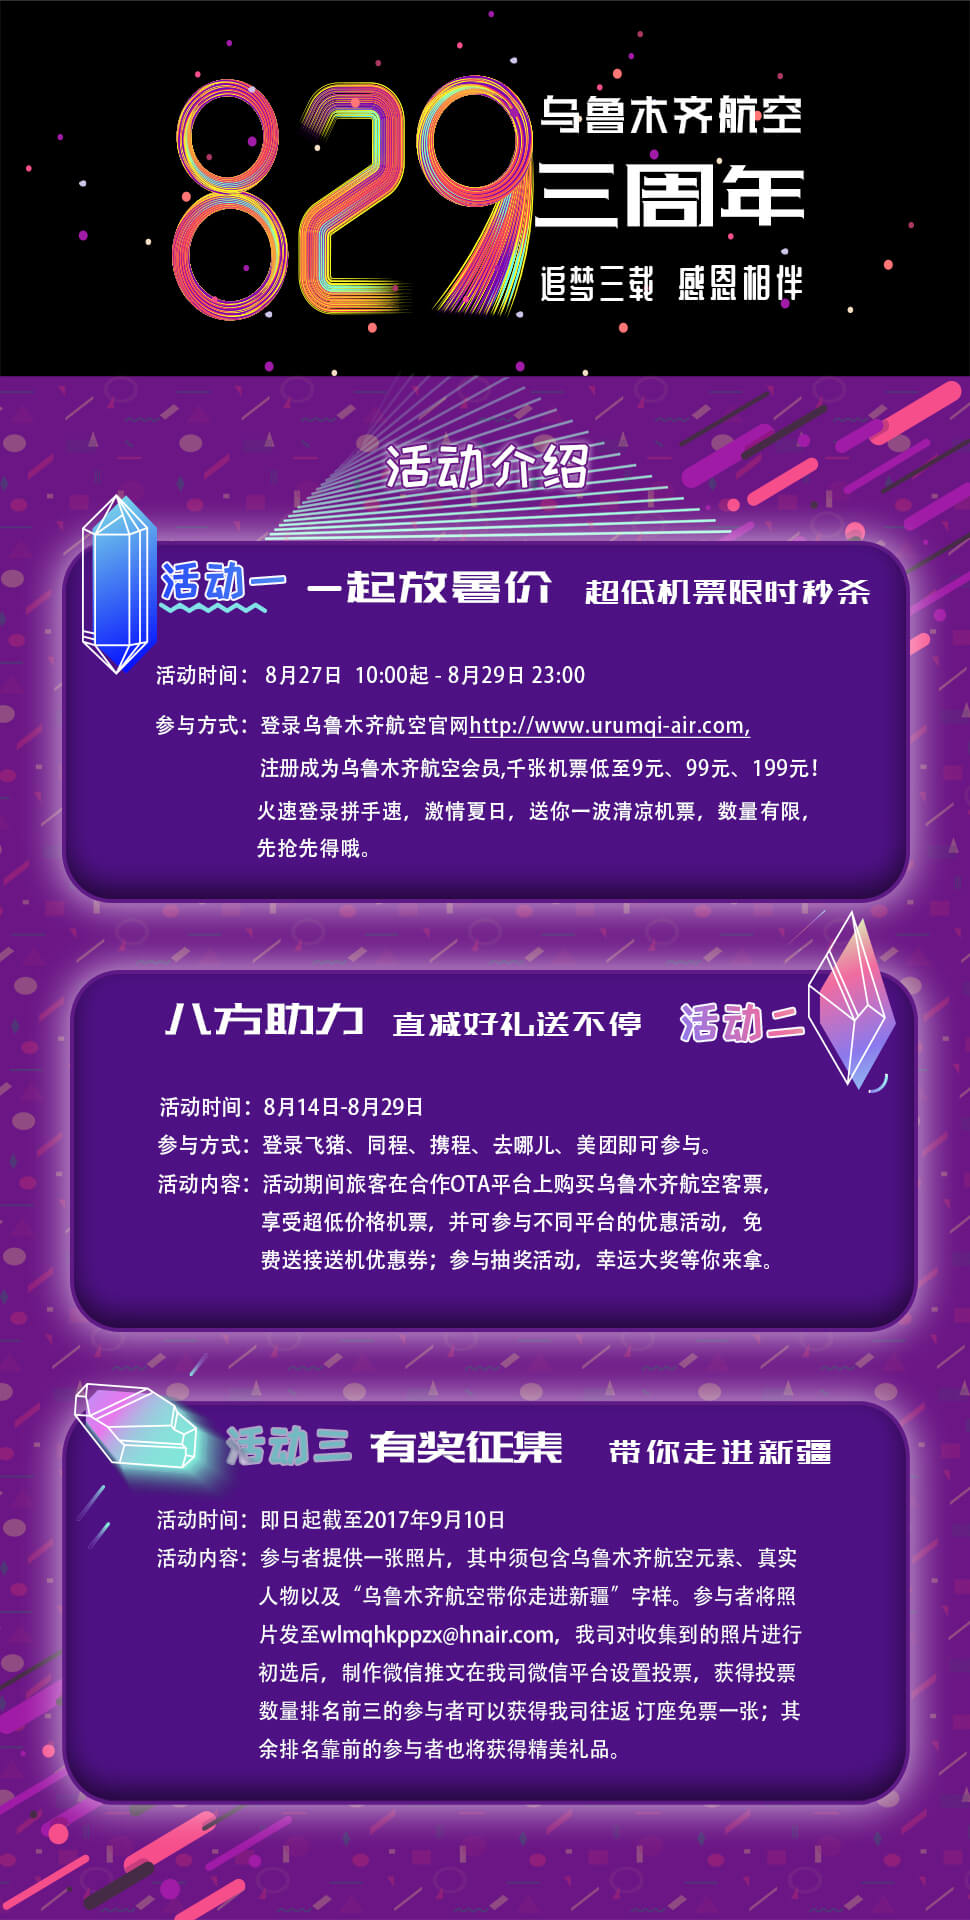 829
乌鲁木齐航空
三周年
追梦三载 感恩相伴
活动介绍
活动一 一起放暑价 超低机票限时秒杀
活动时间： 8月27日 10:00起 - 8月29日 23:00
参与方式：登录乌鲁木齐航空官网http://www.urumqi-air.com,
注册成为乌鲁木齐航空会员,千张机票低至9元、99元、199元！
火速登录拼手速，激情夏日，送你一波清凉机票，数量有限，
先抢先得哦。
八方助力 直减好礼送不停 活动二
活动时间：8月14日-8月29日
参与方式：登录飞猪、同程、携程、去哪儿、美团即可参与。
活动内容：活动期间旅客在合作OTA平台上购买乌鲁木齐航空客票，
享受超低价格机票，并可参与不同平台的优惠活动，免
费送接送机优惠券；参与抽奖活动，幸运大奖等你来拿。
活动三 有奖征集 带你走进新疆
活动时间：即日起截至2017年9月10日
活动内容：参与者提供一张照片，其中须包含乌鲁木齐航空元素、真实
人物以及“乌鲁木齐航空带你走进新疆”字样。参与者将照
片发至wlmqhkppzx@hnair.com，我司对收集到的照片进行
初选后，制作微信推文在我司微信平台设置投票，获得投票
数量排名前三的参与者可以获得我司往返 订座免票一张；其
余排名靠前的参与者也将获得精美礼品。